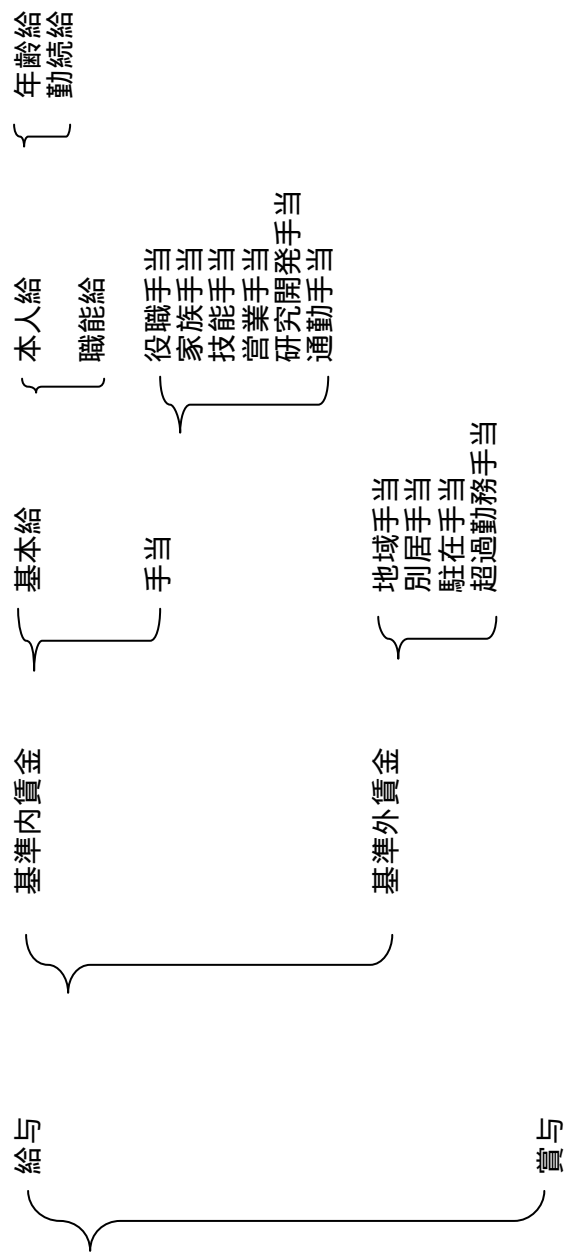 給与
基準内賃金
基本給
本人給
年齢給
勤続給
職能給
手当
役職手当
家族手当
技能手当
営業手当
研究開発手当
通勤手当
基準外賃金
地域手当
別居手当
駐在手当
超過勤務手当
賞与